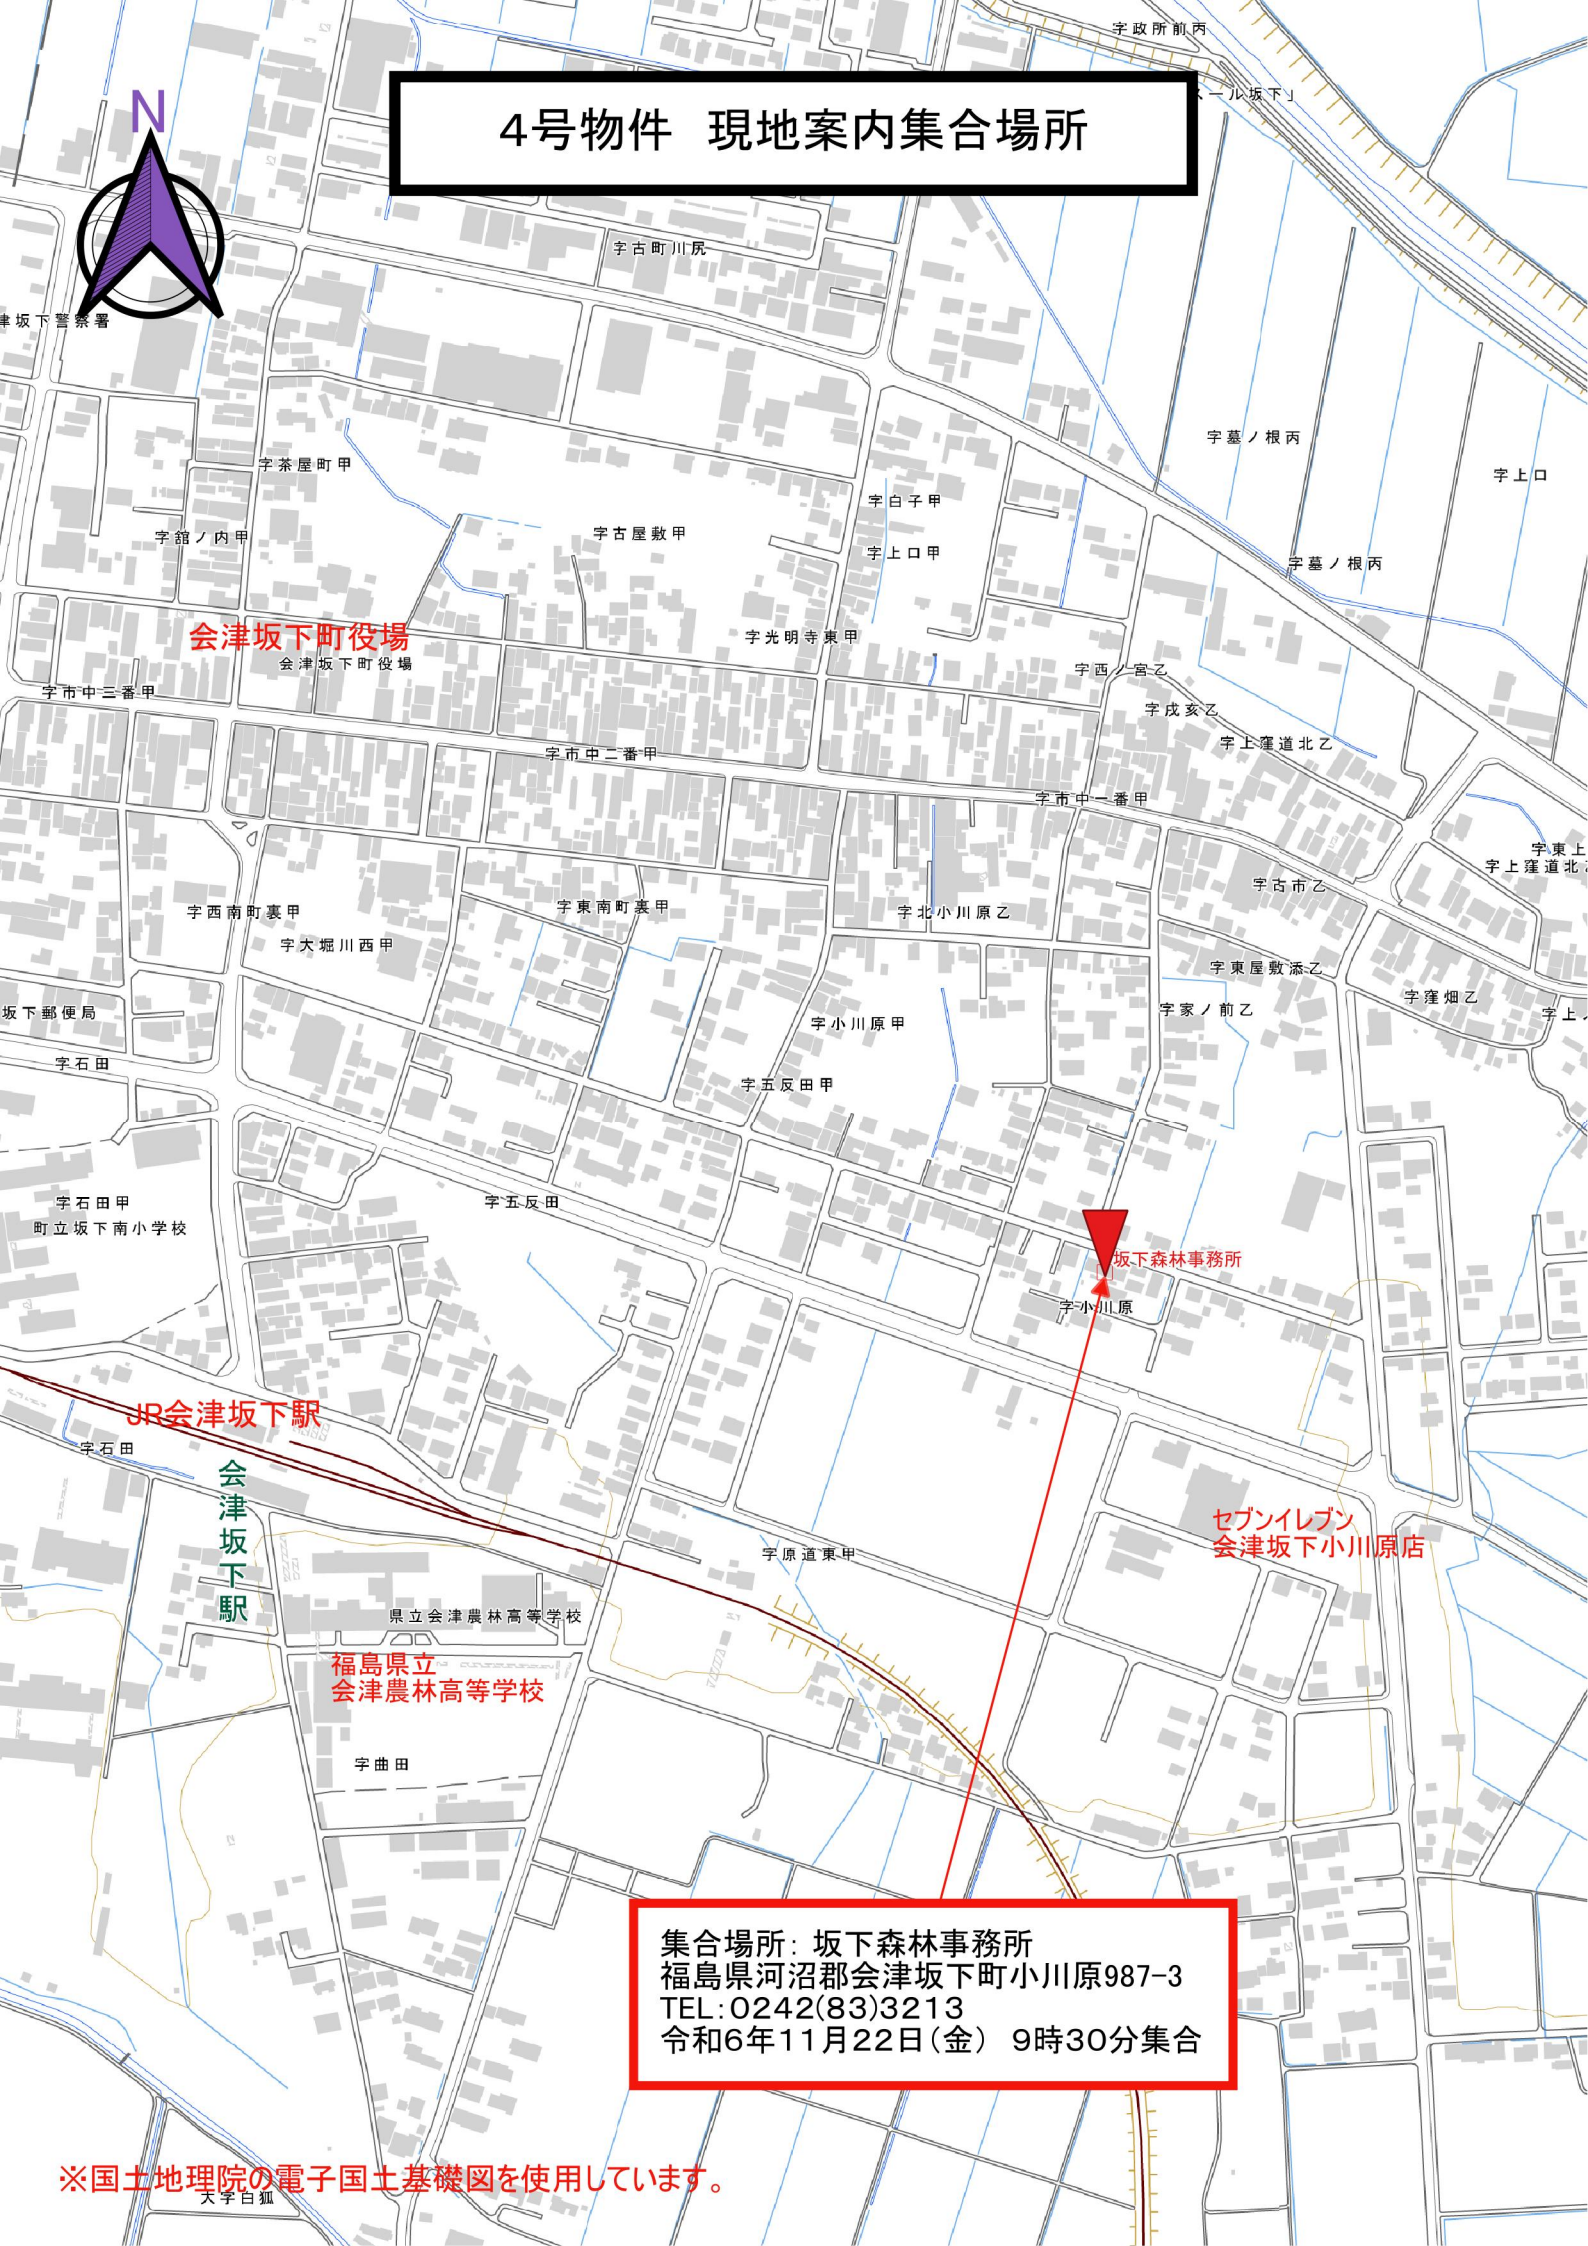 字政所前丙
ール坂下」
N
4号物件 現地案内集合場所
字古町川尻
津坂下警察署
字墓ノ根丙
字茶屋町甲
字上口
字白子甲
字舘ノ内甲
字古屋敷甲
字上口甲
字墓ノ根丙
会津坂下町役場
字光明寺東甲
会津坂下町役場
字西ノ宮乙
字市中三番甲
字戌亥乙
字上窪道北乙
字市中二番甲
字市中一番甲
字東上
字上窪道北
字古市乙
字西南町裏甲
字東南町裏甲
字北小川原乙
字大堀川西甲
字東屋敷添乙
字窪畑乙
坂下郵便局
字家ノ前乙
字上
字小川原甲
字石田
字五反田甲
字石田甲
字五反田
町立坂下南小学校
坂下森林事務所
字小川原
JR会津坂下駅
字石田
会津坂下駅
セブンイレブン
会津坂下小川原店
字原道東甲
県立会津農林高等学校
福島県立
会津農林高等学校
字曲田
集合場所：坂下森林事務所
福島県河沼郡会津坂下町小川原987-3
TEL：0242(83)3213
令和6年11月22日（金） 9時30分集合
※国土地理院の電子国土基礎図を使用しています。
大字白狐